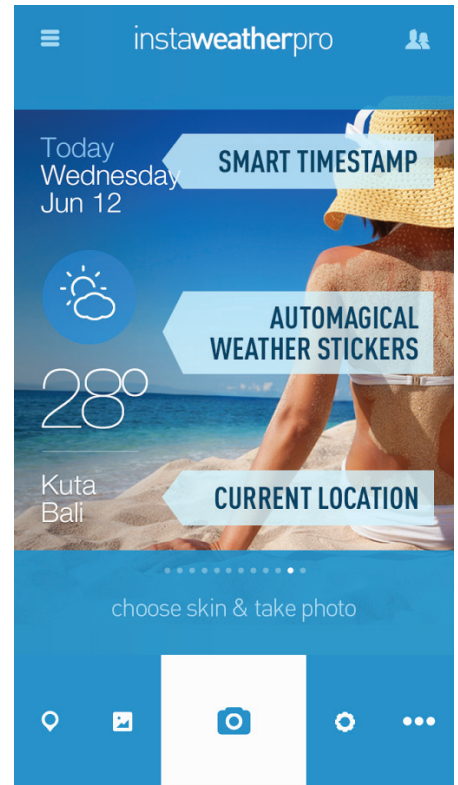 instaweatherpro
Today
Wednesday
Jun 12
SMART TIMESTAMP
AUTOMAGICAL
WEATHER STICKERS
28°
Kuta
Bali
CURRENT LOCATION
choose skin & take photo